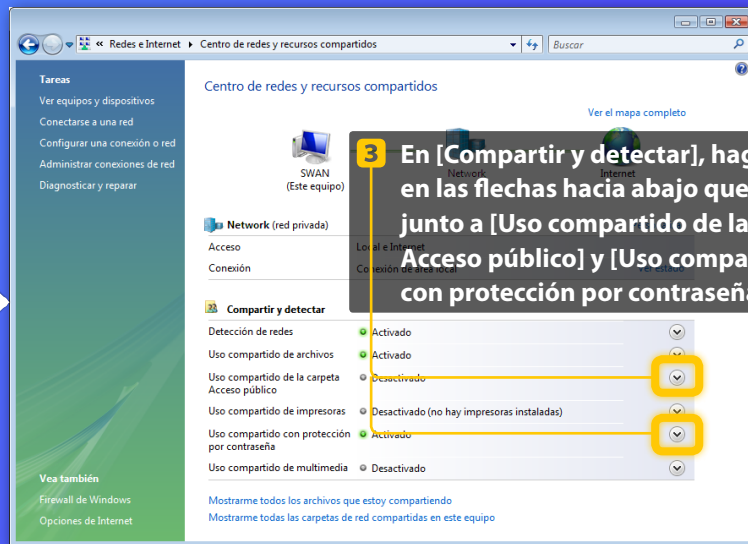 Redes e Internet
Centro de redes y recursos compartidos
Buscar
Tareas
Ver equipos y dispositivos
Conectarse a una red
Configurar una conexión o red
Administrar conexiones de red
Diagnosticar y reparar
Centro de redes y recursos compartidos
Ver el mapa completo
SWAN
(Este equipo)
Network
Internet
3 En [Compartir y detectar], hag
en las flechas hacia abajo que
junto a [Uso compartido de la
Acceso público] y [Uso compa
con protección por contraseña
Network (red privada)
Acceso Local e Internet
Conexión Conexión de área local Ver estado
Compartir y detectar
Detección de redes Activado
Uso compartido de archivos Activado
Uso compartido de la carpeta Desactivado
Acceso público
Uso compartido de impresoras Desactivado (no hay impresoras instaladas)
Uso compartido con protección Activado
por contraseña
Uso compartido de multimedia Desactivado
Mostrarme todos los archivos que estoy compartiendo
Mostrarme todas las carpetas de red compartidas en este equipo
Vea también
Firewall de Windows
Opciones de Internet